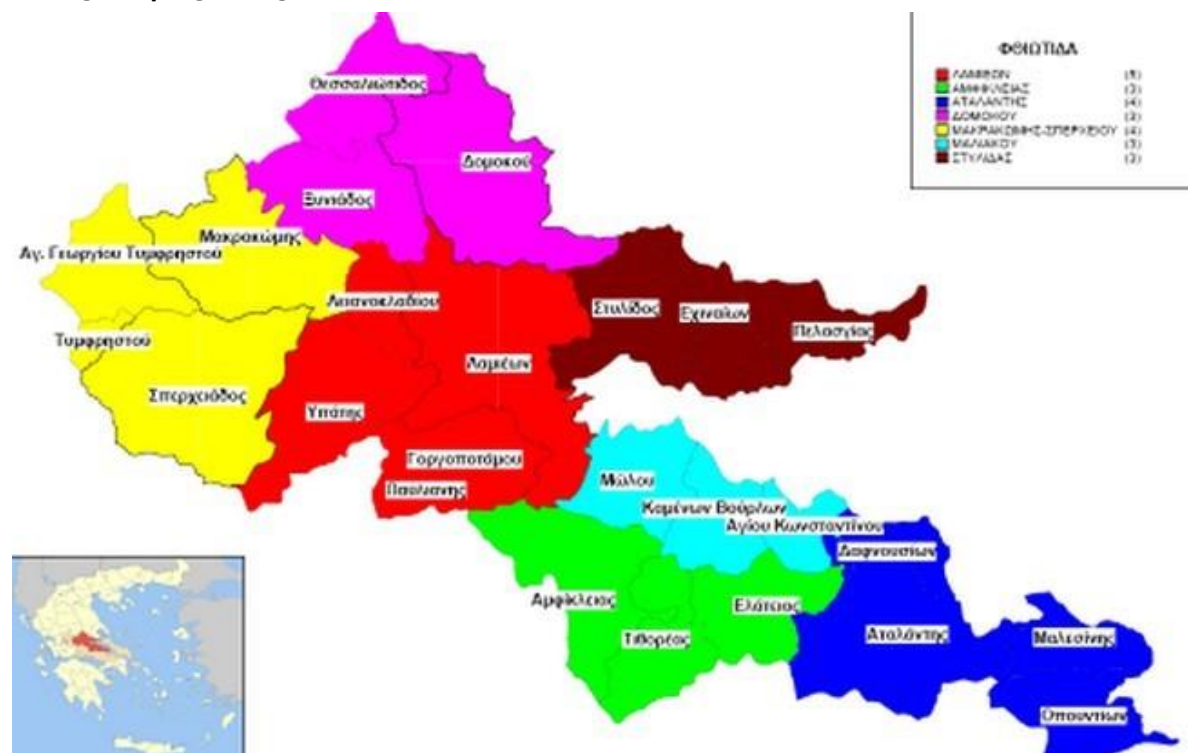 ΦΘΙΩΤΙΔΑ
ΛΑΜΙΕΩΝ (5)
ΑΜΦΙΚΛΕΙΑΣ (3)
ΑΤΑΛΑΝΤΗΣ (4)
ΔΟΜΟΚΟΥ (3)
ΜΑΚΡΑΚΩΜΗΣ-ΣΠΕΡΧΕΙΟΥ (4)
ΜΑΛΙΑΚΟΥ (3)
ΣΤΥΛΙΔΑΣ (3)
Θεσσαλιώτιδος
Δομοκού
Ξυνιάδος
Μακρακώμης
Αγ. Γεωργίου Τυμφρηστού
Λειανοκλαδίου
Στυλίδος
Εχιναίων
Πελασγίας
Τυμφρηστού
Λαμιέων
Σπερχειάδος
Υπάτης
Γοργοποτάμου
Παυλιανης
Μώλου
Καμένων Βούρλων
Αγίου Κωνσταντίνου
Δαφνουσίων
Αμφίκλειας
Ελάτειας
Τιθορέας
Αταλάντης
Μαλεσίνης
Οπουντίων